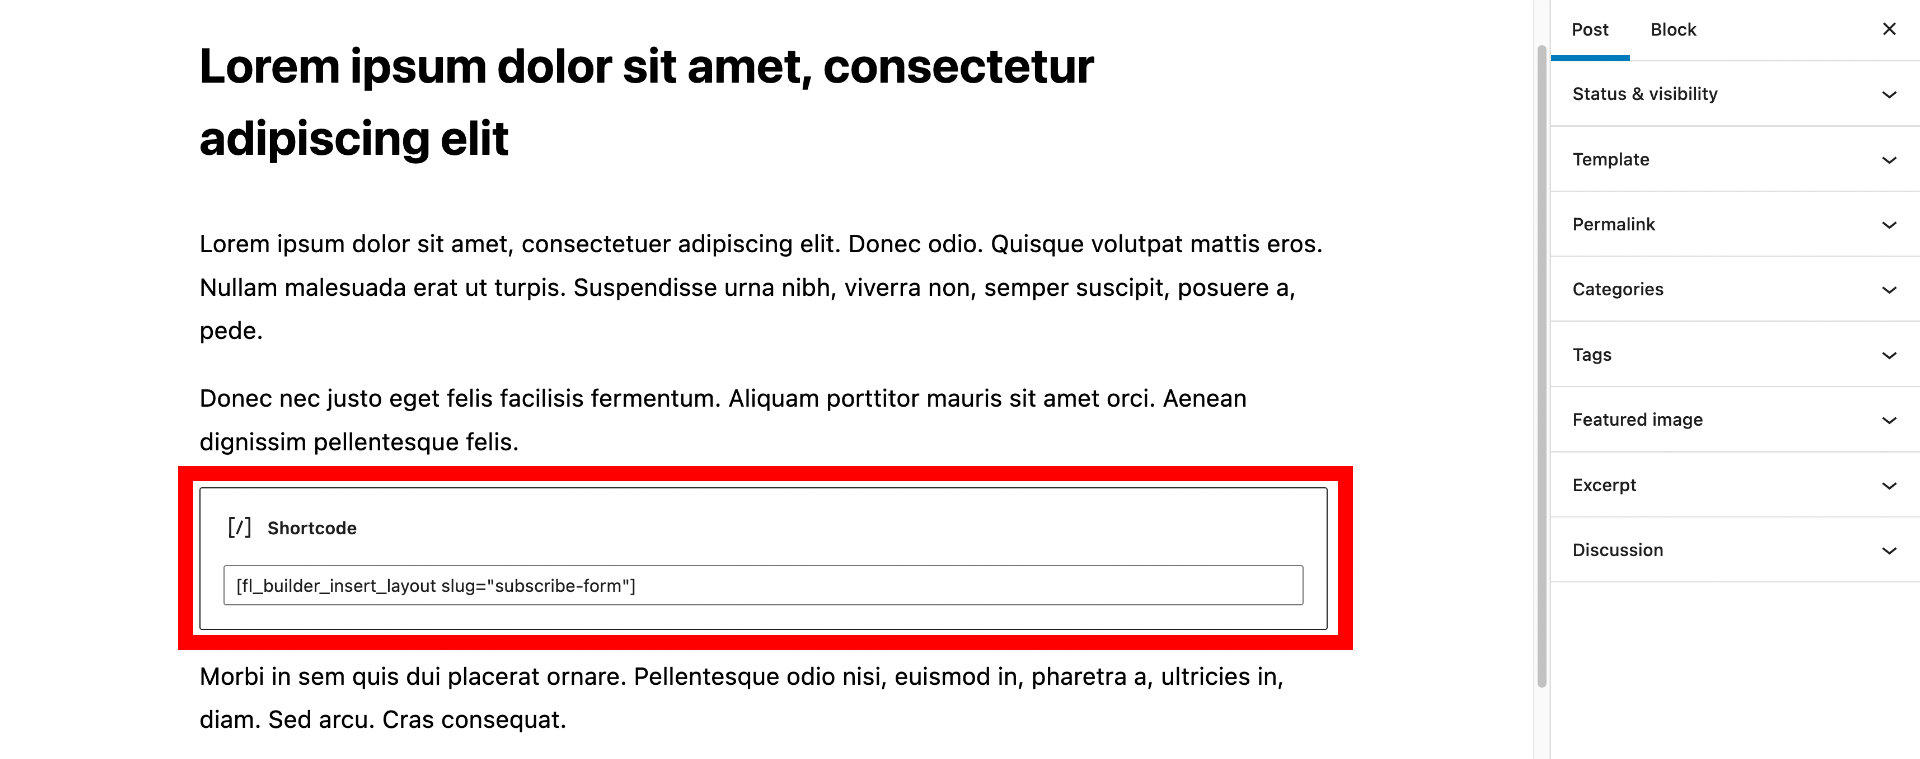 Lorem ipsum dolor sit amet, consectetur
adipiscing elit
Lorem ipsum dolor sit amet, consectetuer adipiscing elit. Donec odio. Quisque volutpat mattis eros.
Nullam malesuada erat ut turpis. Suspendisse urna nibh, viverra non, semper suscipit, posuere a,
pede.
Donec nec justo eget felis facilisis fermentum. Aliquam porttitor mauris sit amet orci. Aenean
dignissim pellentesque felis.
[/] Shortcode
[fl_builder_insert_layout slug="subscribe-form"]
Morbi in sem quis dui placerat ornare. Pellentesque odio nisi, euismod in, pharetra a, ultricies in,
diam. Sed arcu. Cras consequat.
Post Block
Status & visibility
Template
Permalink
Categories
Tags
Featured image
Excerpt
Discussion